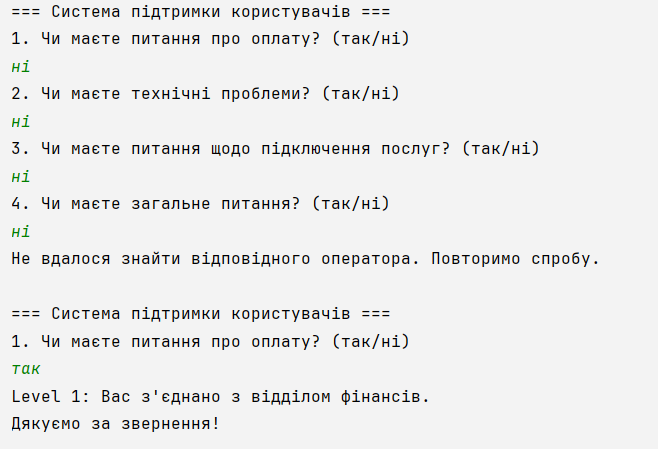 === Система підтримки користувачів ===
1. Чи маєте питання про оплату? (так/ні)
ні
2. Чи маєте технічні проблеми? (так/ні)
ні
3. Чи маєте питання щодо підключення послуг? (так/ні)
ні
4. Чи маєте загальне питання? (так/ні)
ні
Не вдалося знайти відповідного оператора. Повторимо спробу.

=== Система підтримки користувачів ===
1. Чи маєте питання про оплату? (так/ні)
так
Level 1: Вас з'єднано з відділом фінансів.
Дякуємо за звернення!